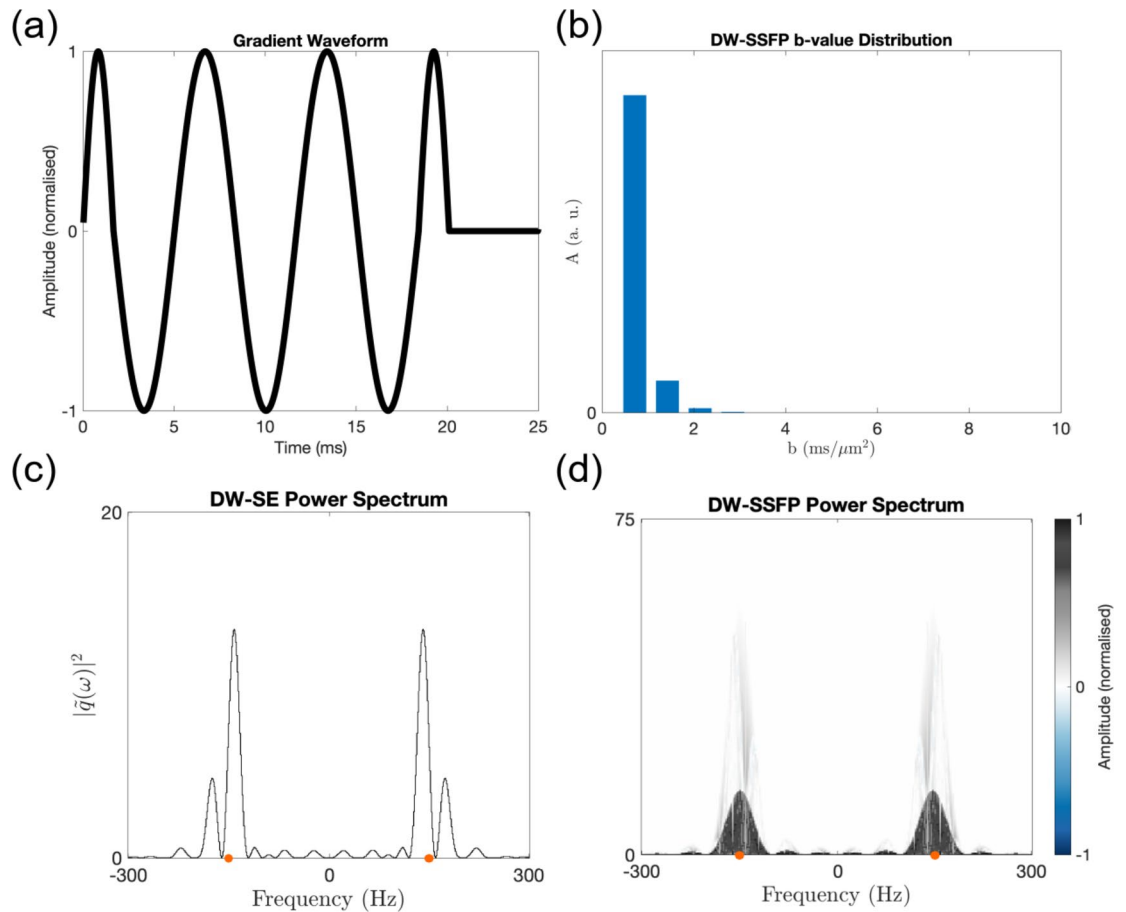 (a)
Gradient Waveform
1
0
-1
Amplitude (normalised)
0 5 10 15 20 25
Time (ms)
(b)
DW-SSFP b-value Distribution
A (a. u.)
0
0 2 4 6 8 10
b (ms/μm²)
(c)
DW-SE Power Spectrum
20
|q̃(ω)|²
0
-300 0 300
Frequency (Hz)
(d)
DW-SSFP Power Spectrum
75
0
-300 0 300
Frequency (Hz)
1
0
-1
Amplitude (normalised)